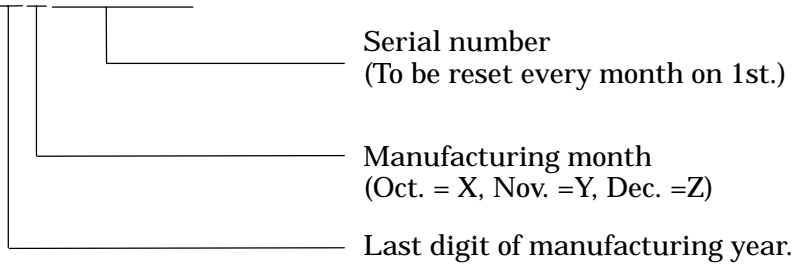 Serial number
(To be reset every month on 1st.)
Manufacturing month
(Oct. = X, Nov. =Y, Dec. =Z)
Last digit of manufacturing year.